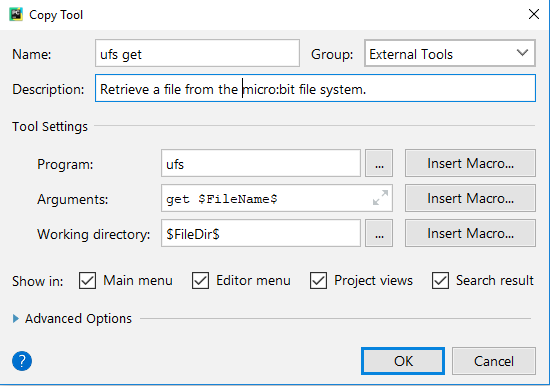 Copy Tool
Name: ufs get Group: External Tools
Description: Retrieve a file from the micro:bit file system.
Tool Settings
Program: ufs ... Insert Macro...
Arguments: get $FileName$ Insert Macro...
Working directory: $FileDir$ ... Insert Macro...
Show in: Main menu Editor menu Project views Search result
Advanced Options
? OK Cancel